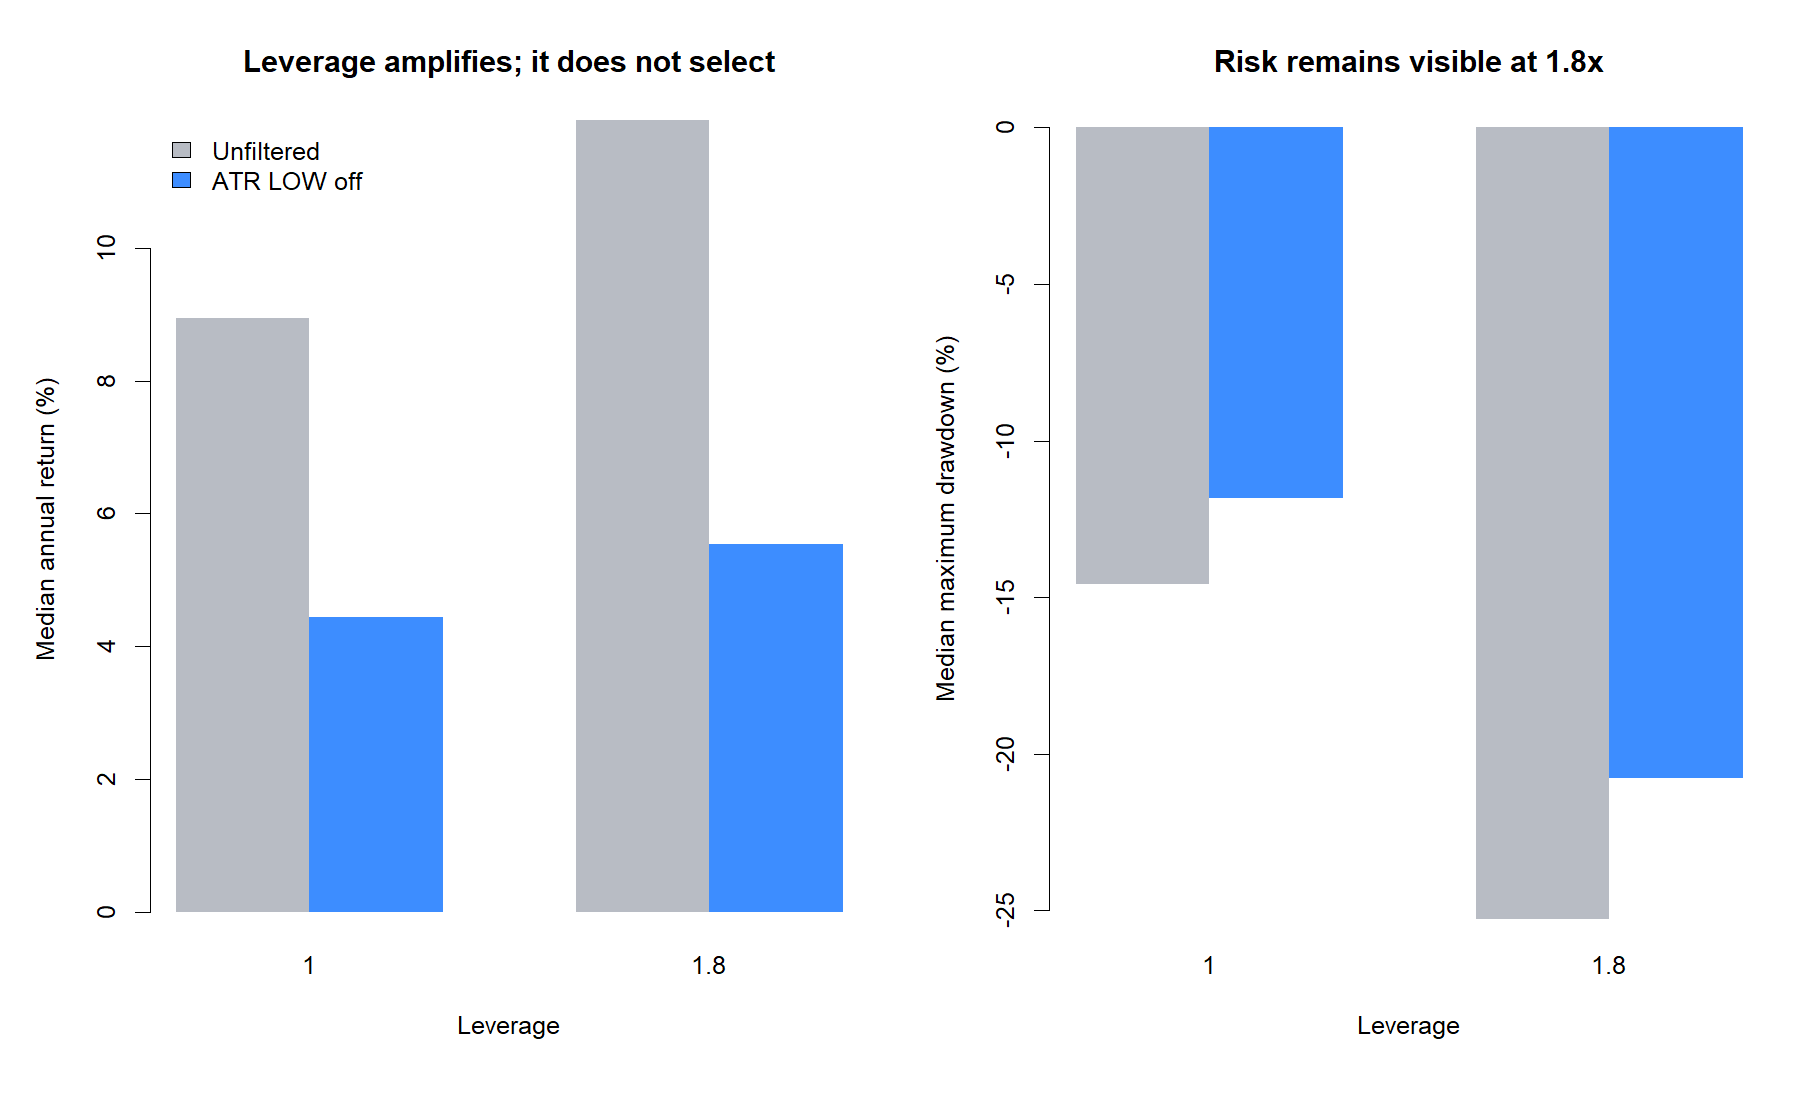 Leverage amplifies; it does not select
Unfiltered
ATR LOW off
Median annual return (%)
10
8
6
4
2
0
1
1.8
Leverage
Risk remains visible at 1.8x
Median maximum drawdown (%)
0
-5
-10
-15
-20
-25
1
1.8
Leverage